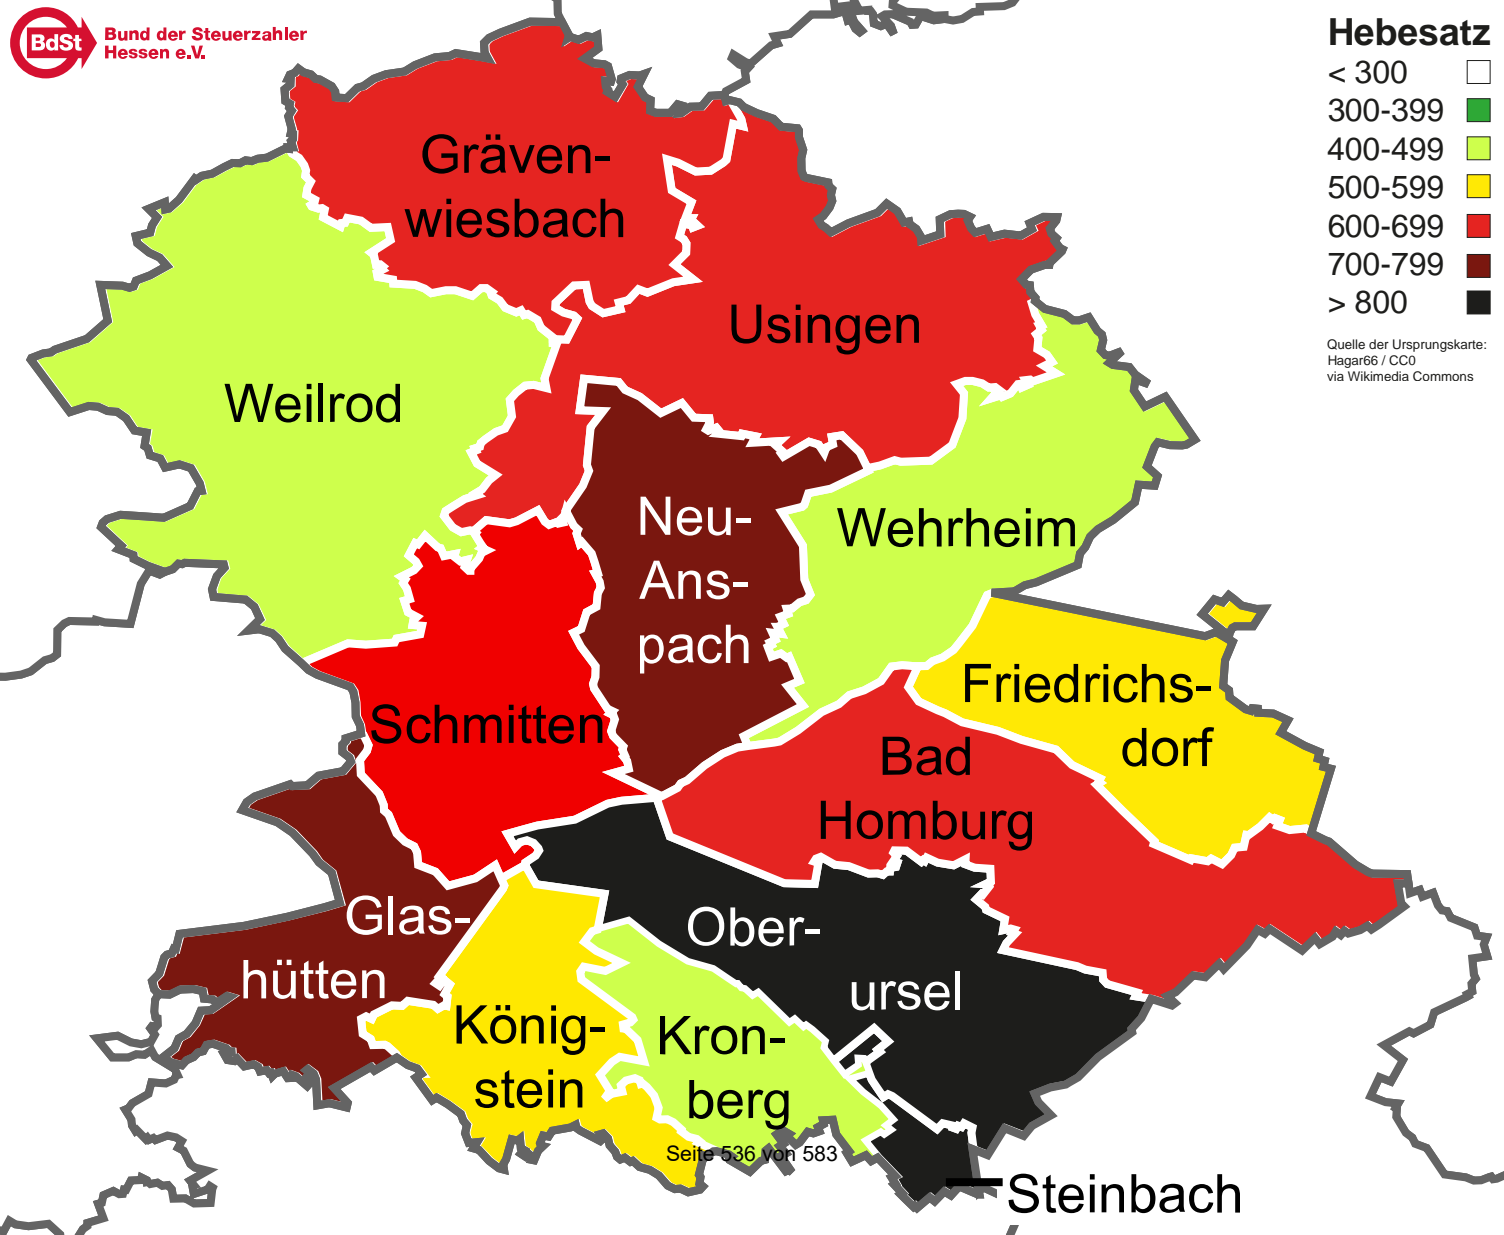 BdSt
Bund der Steuerzahler
Hessen e.V.
Hebesatz
< 300
300-399
400-499
500-599
600-699
700-799
> 800
Quelle der Ursprungskarte:
Hagar66 / CC0
via Wikimedia Commons
Gräven-
wiesbach
Usingen
Weilrod
Neu-
Ans-
pach
Wehrheim
Friedrichs-
dorf
Schmitten
Bad
Homburg
Glas-
hütten
Ober-
ursel
König-
stein
Kron-
berg
Seite 536 von 583
Steinbach